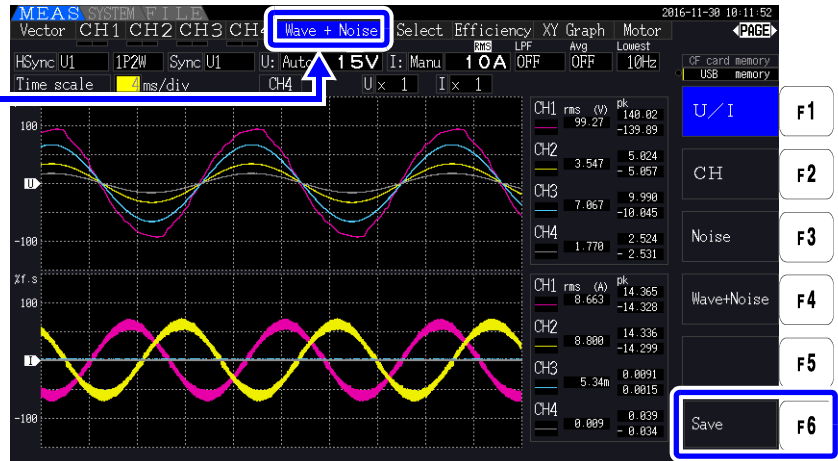 MEAS SYSTEM FILE 2016-11-30 10:11:52
Vector CH1 CH2 CH3 CH4 Wave + Noise Select Efficiency XY Graph Motor PAGE
HSync U1 1P2W Sync U1 U: Auto 15V I: Manu RMS 10A LPF OFF Avg OFF Lowest 10Hz
CF card memory
USB memory
Time scale 4 ms/div CH4 U× 1 I× 1
100
U
-100
CH1 rms (V) 99.27 pk 140.02 -139.89
CH2 3.547 5.024 - 5.057
CH3 7.067 9.990 -10.045
CH4 1.770 2.524 - 2.531
%f.s
100
I
-100
CH1 rms (A) 8.663 pk 14.365 -14.328
CH2 8.800 14.336 -14.299
CH3 5.34m 0.0091 0.0015
CH4 0.009 0.039 - 0.034
U/I F1
CH F2
Noise F3
Wave+Noise F4
F5
Save F6